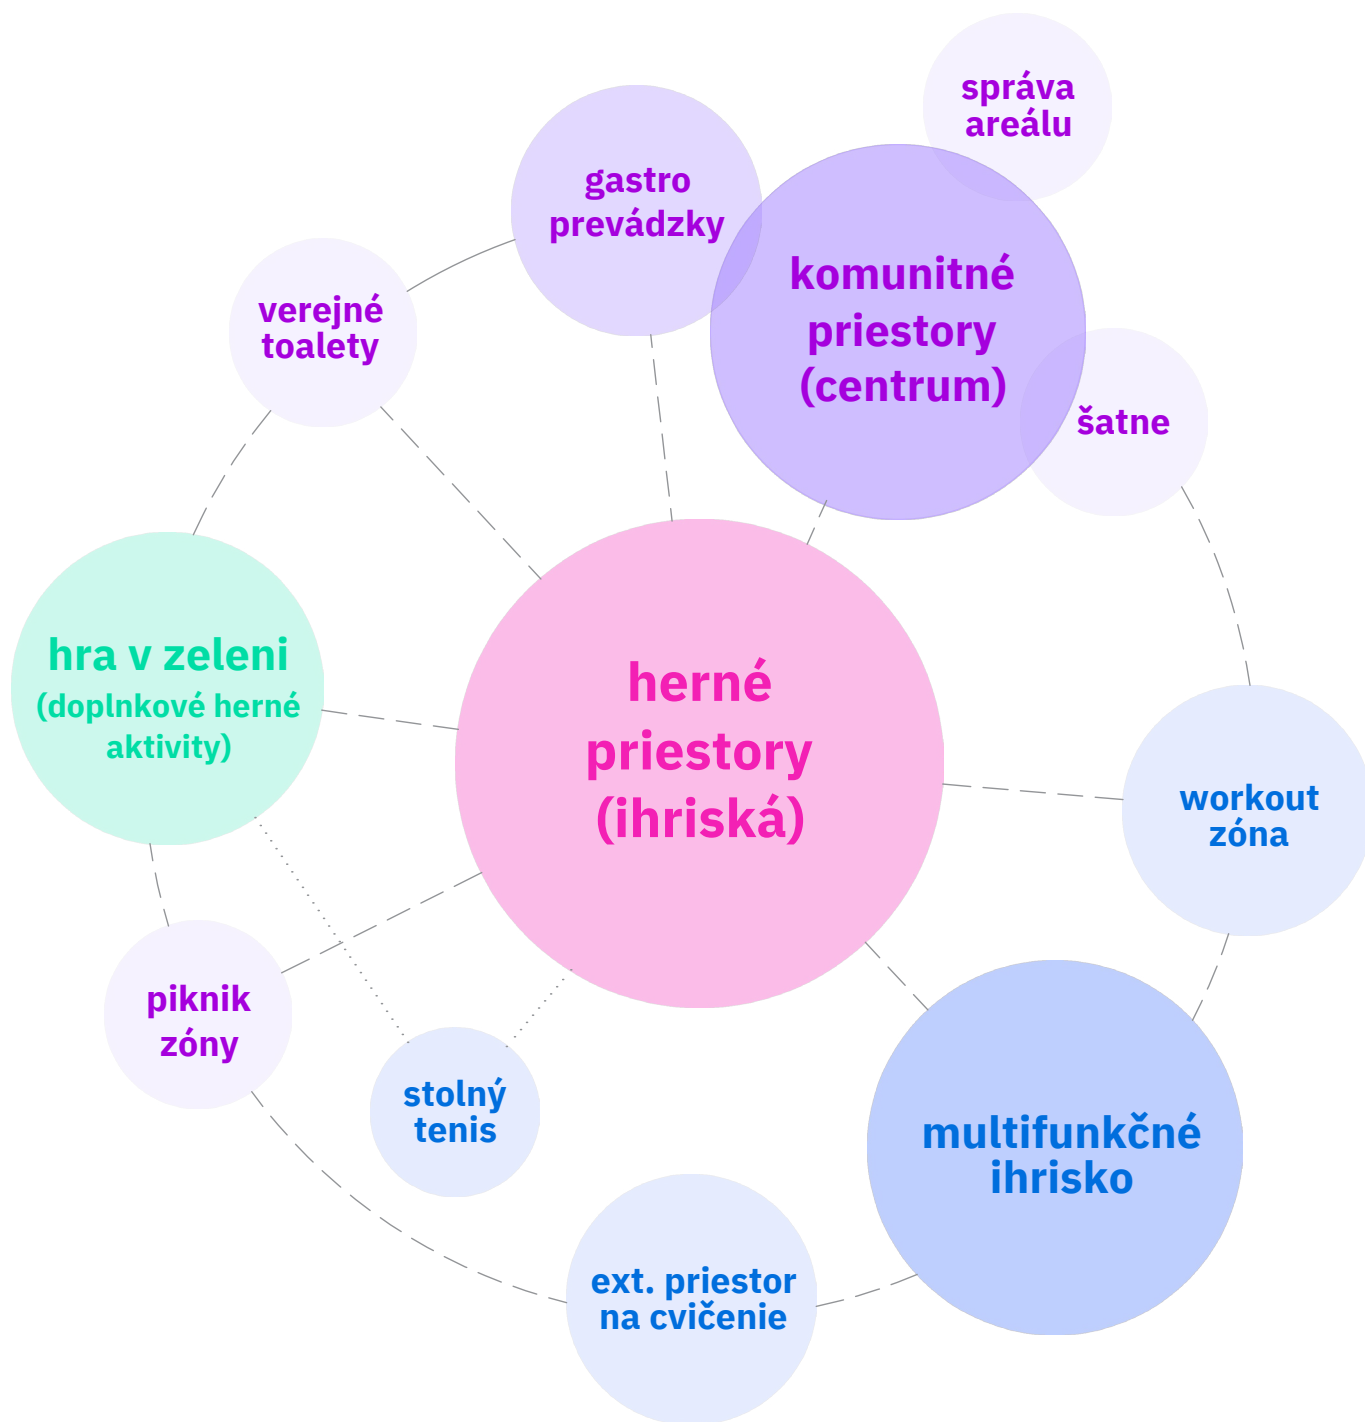 správa
areálu
gastro
prevádzky
komunitné
priestory
(centrum)
verejné
toalety
šatne
hra v zeleni
(doplnkové herné
aktivity)
herné
priestory
(ihriská)
workout
zóna
piknik
zóny
stolný
tenis
multifunkčné
ihrisko
ext. priestor
na cvičenie